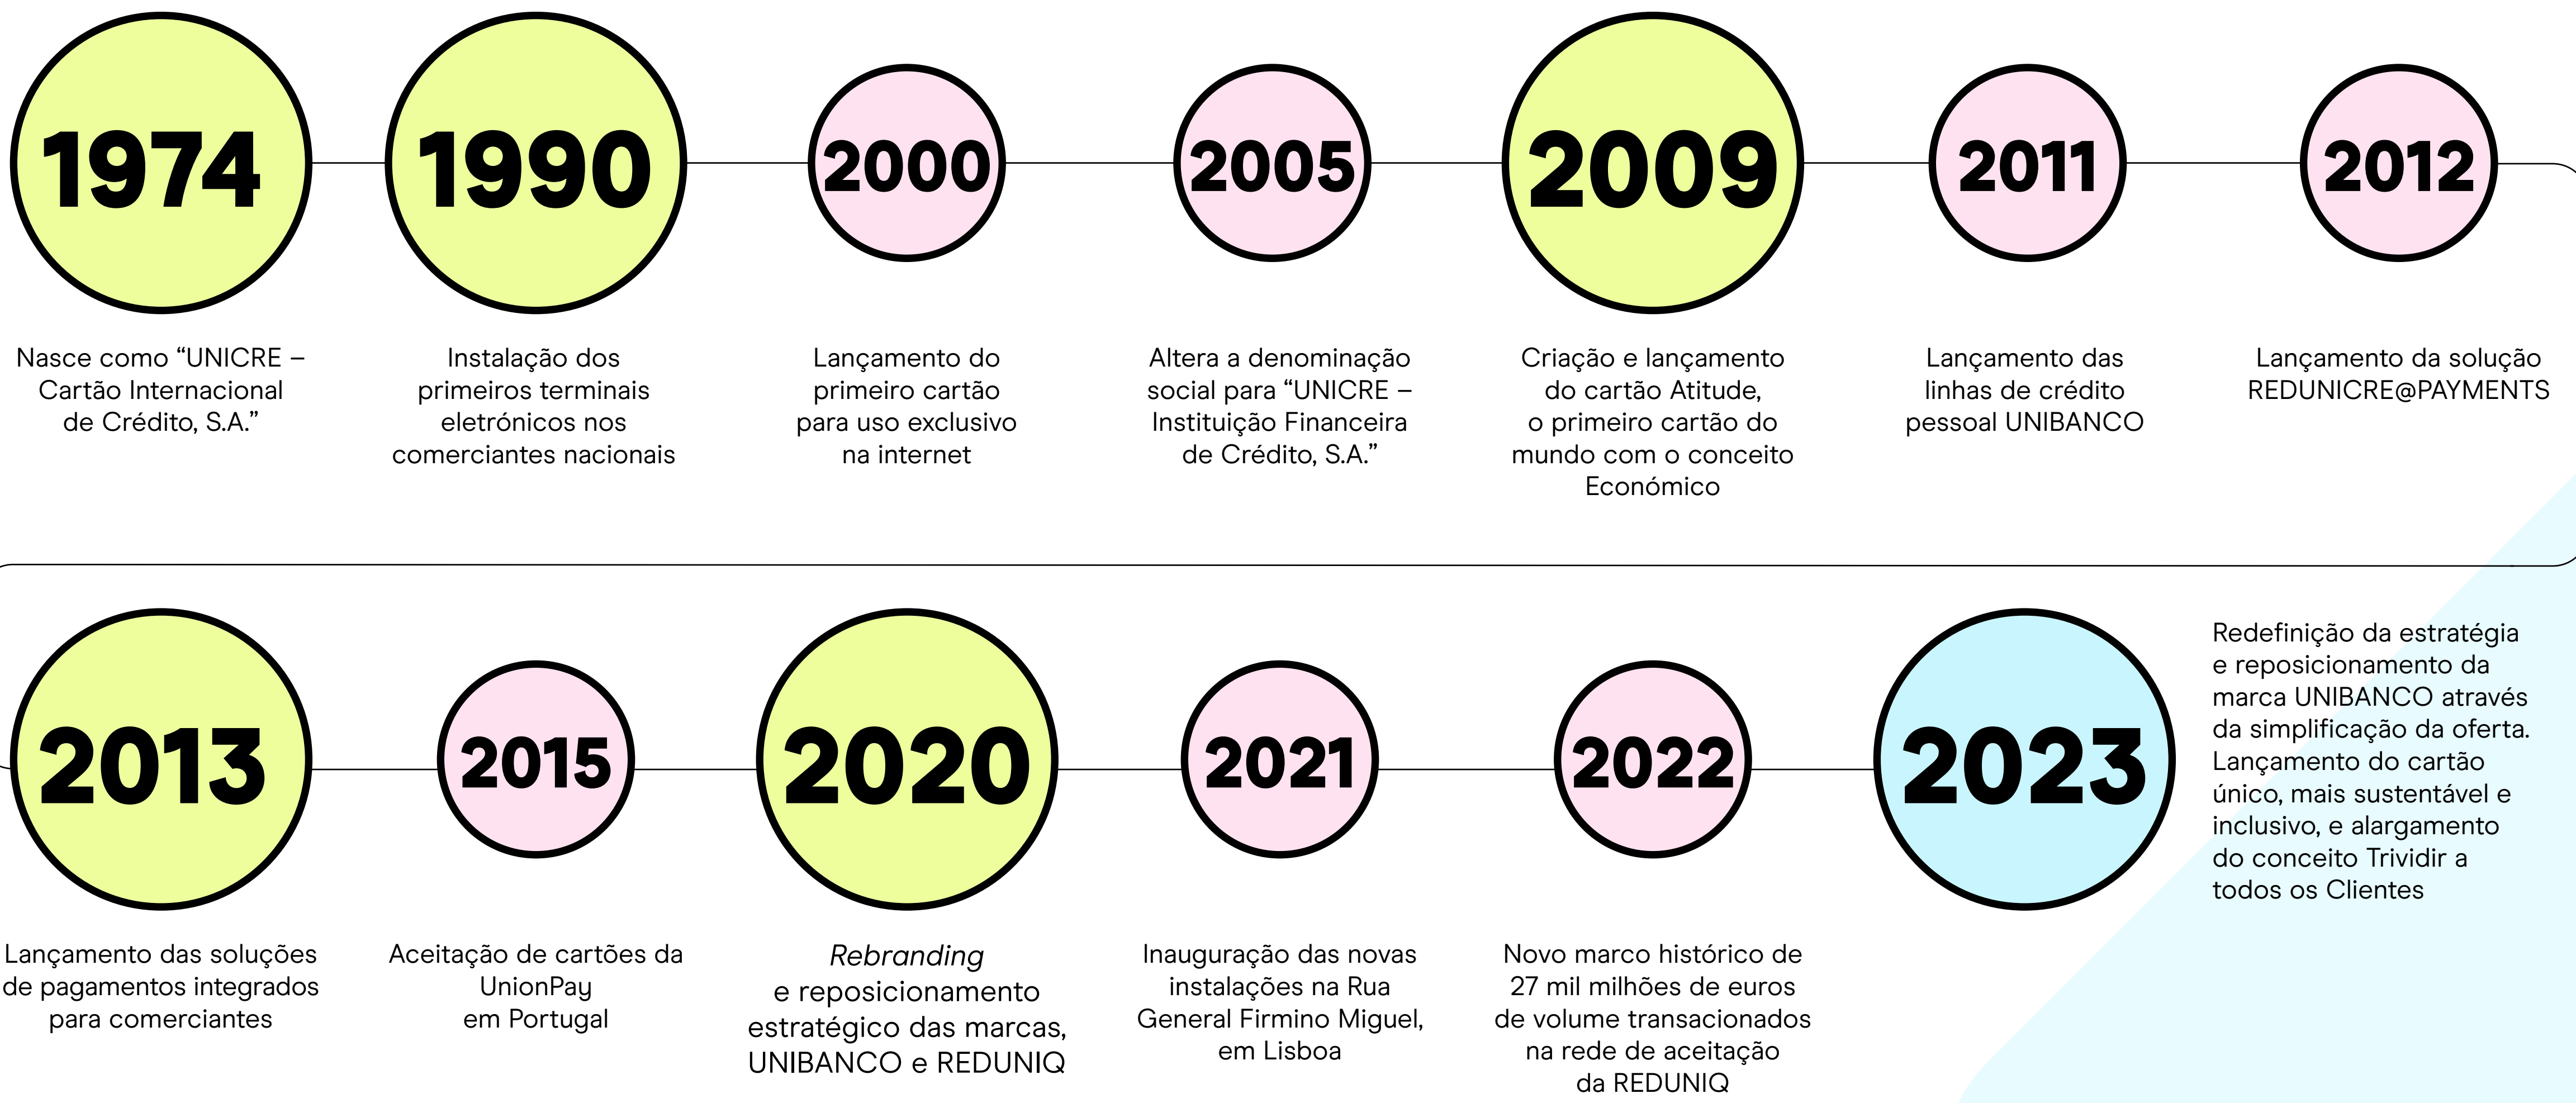 1974
Nasce como “UNICRE –
Cartão Internacional
de Crédito, S.A.”
1990
Instalação dos
primeiros terminais
eletrónicos nos
comerciantes nacionais
2000
Lançamento do
primeiro cartão
para uso exclusivo
na internet
2005
Altera a denominação
social para “UNICRE –
Instituição Financeira
de Crédito, S.A.”
2009
Criação e lançamento
do cartão Atitude,
o primeiro cartão do
mundo com o conceito
Económico
2011
Lançamento das
linhas de crédito
pessoal UNIBANCO
2012
Lançamento da solução
REDUNICRE@PAYMENTS
2013
Lançamento das soluções
de pagamentos integrados
para comerciantes
2015
Aceitação de cartões da
UnionPay
em Portugal
2020
Rebranding
e reposicionamento
estratégico das marcas,
UNIBANCO e REDUNIQ
2021
Inauguração das novas
instalações na Rua
General Firmino Miguel,
em Lisboa
2022
Novo marco histórico de
27 mil milhões de euros
de volume transacionados
na rede de aceitação
da REDUNIQ
2023
Redefinição da estratégia
e reposicionamento da
marca UNIBANCO através
da simplificação da oferta.
Lançamento do cartão
único, mais sustentável e
inclusivo, e alargamento
do conceito Trividir a
todos os Clientes